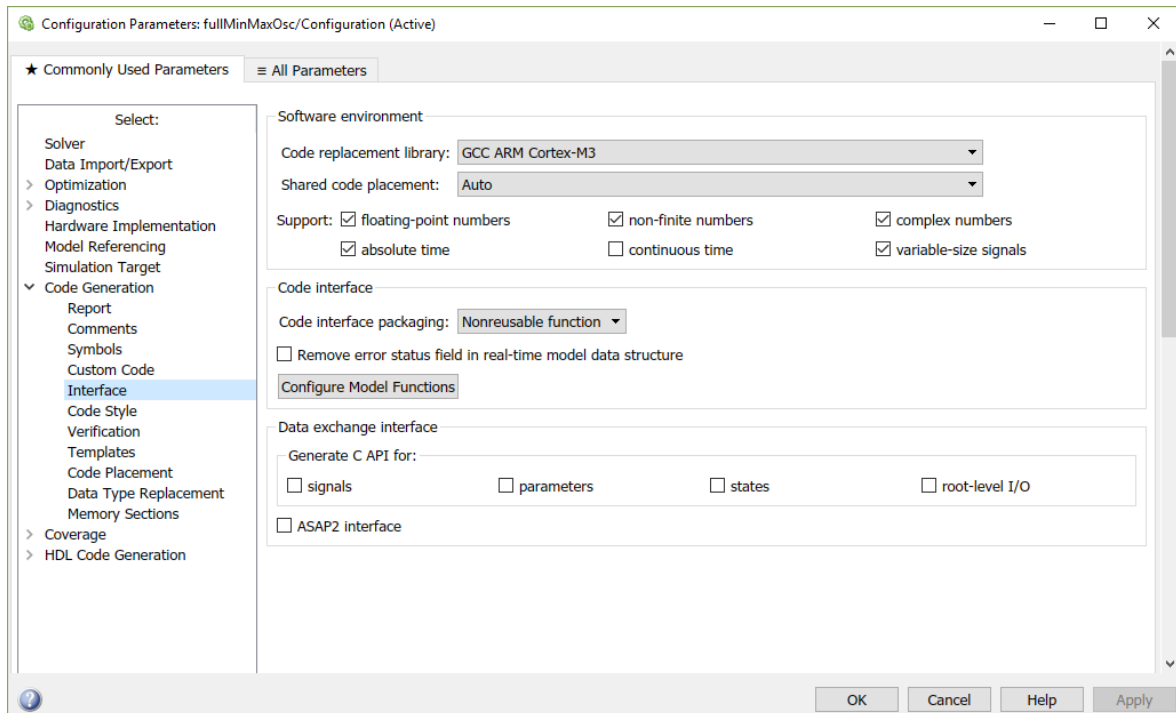 Configuration Parameters: fullMinMaxOsc/Configuration (Active)
★ Commonly Used Parameters
≡ All Parameters
Select:
Solver
Data Import/Export
Optimization
Diagnostics
Hardware Implementation
Model Referencing
Simulation Target
Code Generation
Report
Comments
Symbols
Custom Code
Interface
Code Style
Verification
Templates
Code Placement
Data Type Replacement
Memory Sections
Coverage
HDL Code Generation
Software environment
Code replacement library: GCC ARM Cortex-M3
Shared code placement: Auto
Support: floating-point numbers non-finite numbers complex numbers
absolute time continuous time variable-size signals
Code interface
Code interface packaging: Nonreusable function
Remove error status field in real-time model data structure
Configure Model Functions
Data exchange interface
Generate C API for:
signals parameters states root-level I/O
ASAP2 interface
OK Cancel Help Apply